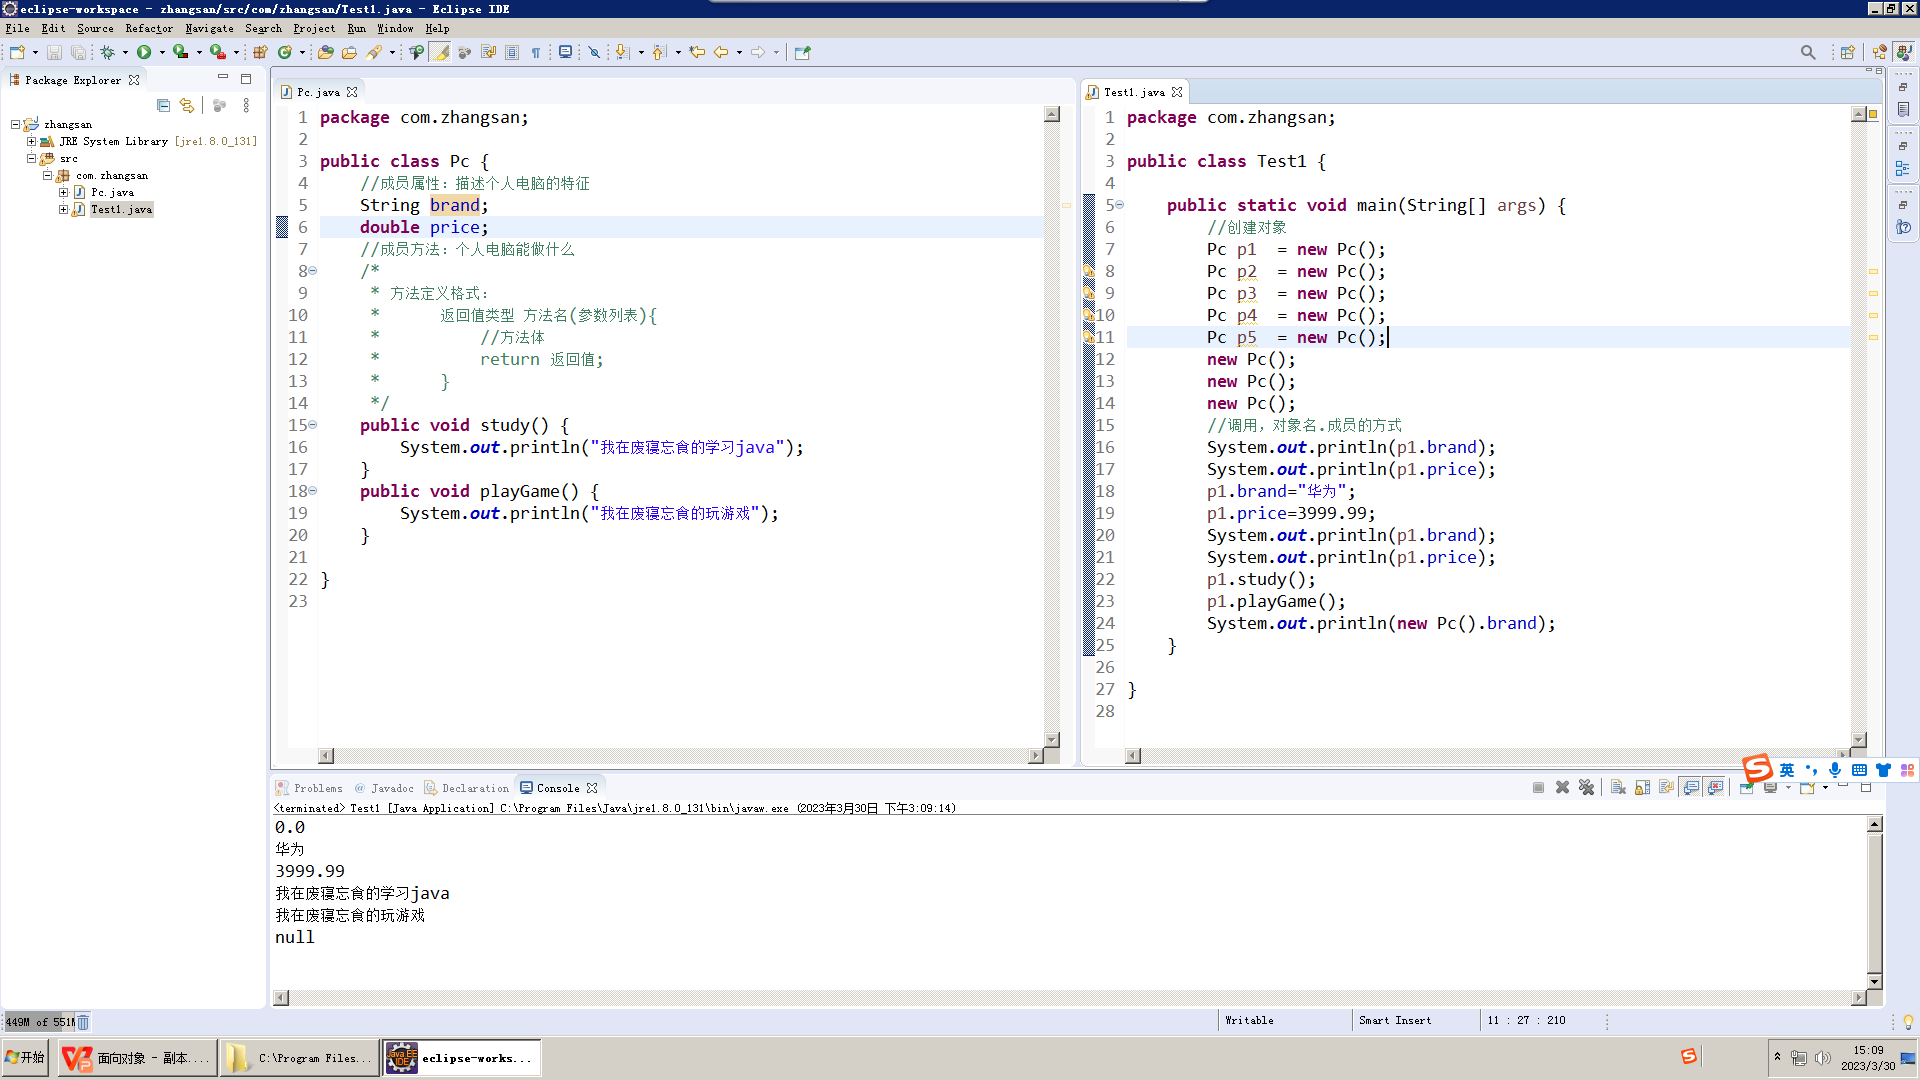 eclipse-workspace - zhangsan/src/com/zhangsan/Test1.java - Eclipse IDE
File Edit Source Refactor Navigate Search Project Run Window Help
Package Explorer
zhangsan
JRE System Library [jre1.8.0_131]
src
com.zhangsan
Pc.java
Test1.java
Pc.java
1 package com.zhangsan;
2
3 public class Pc {
4 //成员属性：描述个人电脑的特征
5 String brand;
6 double price;
7 //成员方法：个人电脑能做什么
8 /*
9 * 方法定义格式：
10 * 返回值类型 方法名(参数列表){
11 * //方法体
12 * return 返回值;
13 * }
14 */
15 public void study() {
16 System.out.println("我在废寝忘食的学习java");
17 }
18 public void playGame() {
19 System.out.println("我在废寝忘食的玩游戏");
20 }
21
22 }
23
Test1.java
1 package com.zhangsan;
2
3 public class Test1 {
4
5 public static void main(String[] args) {
6 //创建对象
7 Pc p1 = new Pc();
8 Pc p2 = new Pc();
9 Pc p3 = new Pc();
10 Pc p4 = new Pc();
11 Pc p5 = new Pc();
12 new Pc();
13 new Pc();
14 new Pc();
15 //调用，对象名.成员的方式
16 System.out.println(p1.brand);
17 System.out.println(p1.price);
18 p1.brand="华为";
19 p1.price=3999.99;
20 System.out.println(p1.brand);
21 System.out.println(p1.price);
22 p1.study();
23 p1.playGame();
24 System.out.println(new Pc().brand);
25 }
26
27 }
28
英
Problems @ Javadoc Declaration Console
<terminated> Test1 [Java Application] C:\Program Files\Java\jre1.8.0_131\bin\javaw.exe (2023年3月30日 下午3:09:14)
0.0
华为
3999.99
我在废寝忘食的学习java
我在废寝忘食的玩游戏
null
449M of 551M
Writable Smart Insert 11 : 27 : 210
开始 面向对象 - 副本.... C:\Program Files... eclipse-works...
15:09
2023/3/30